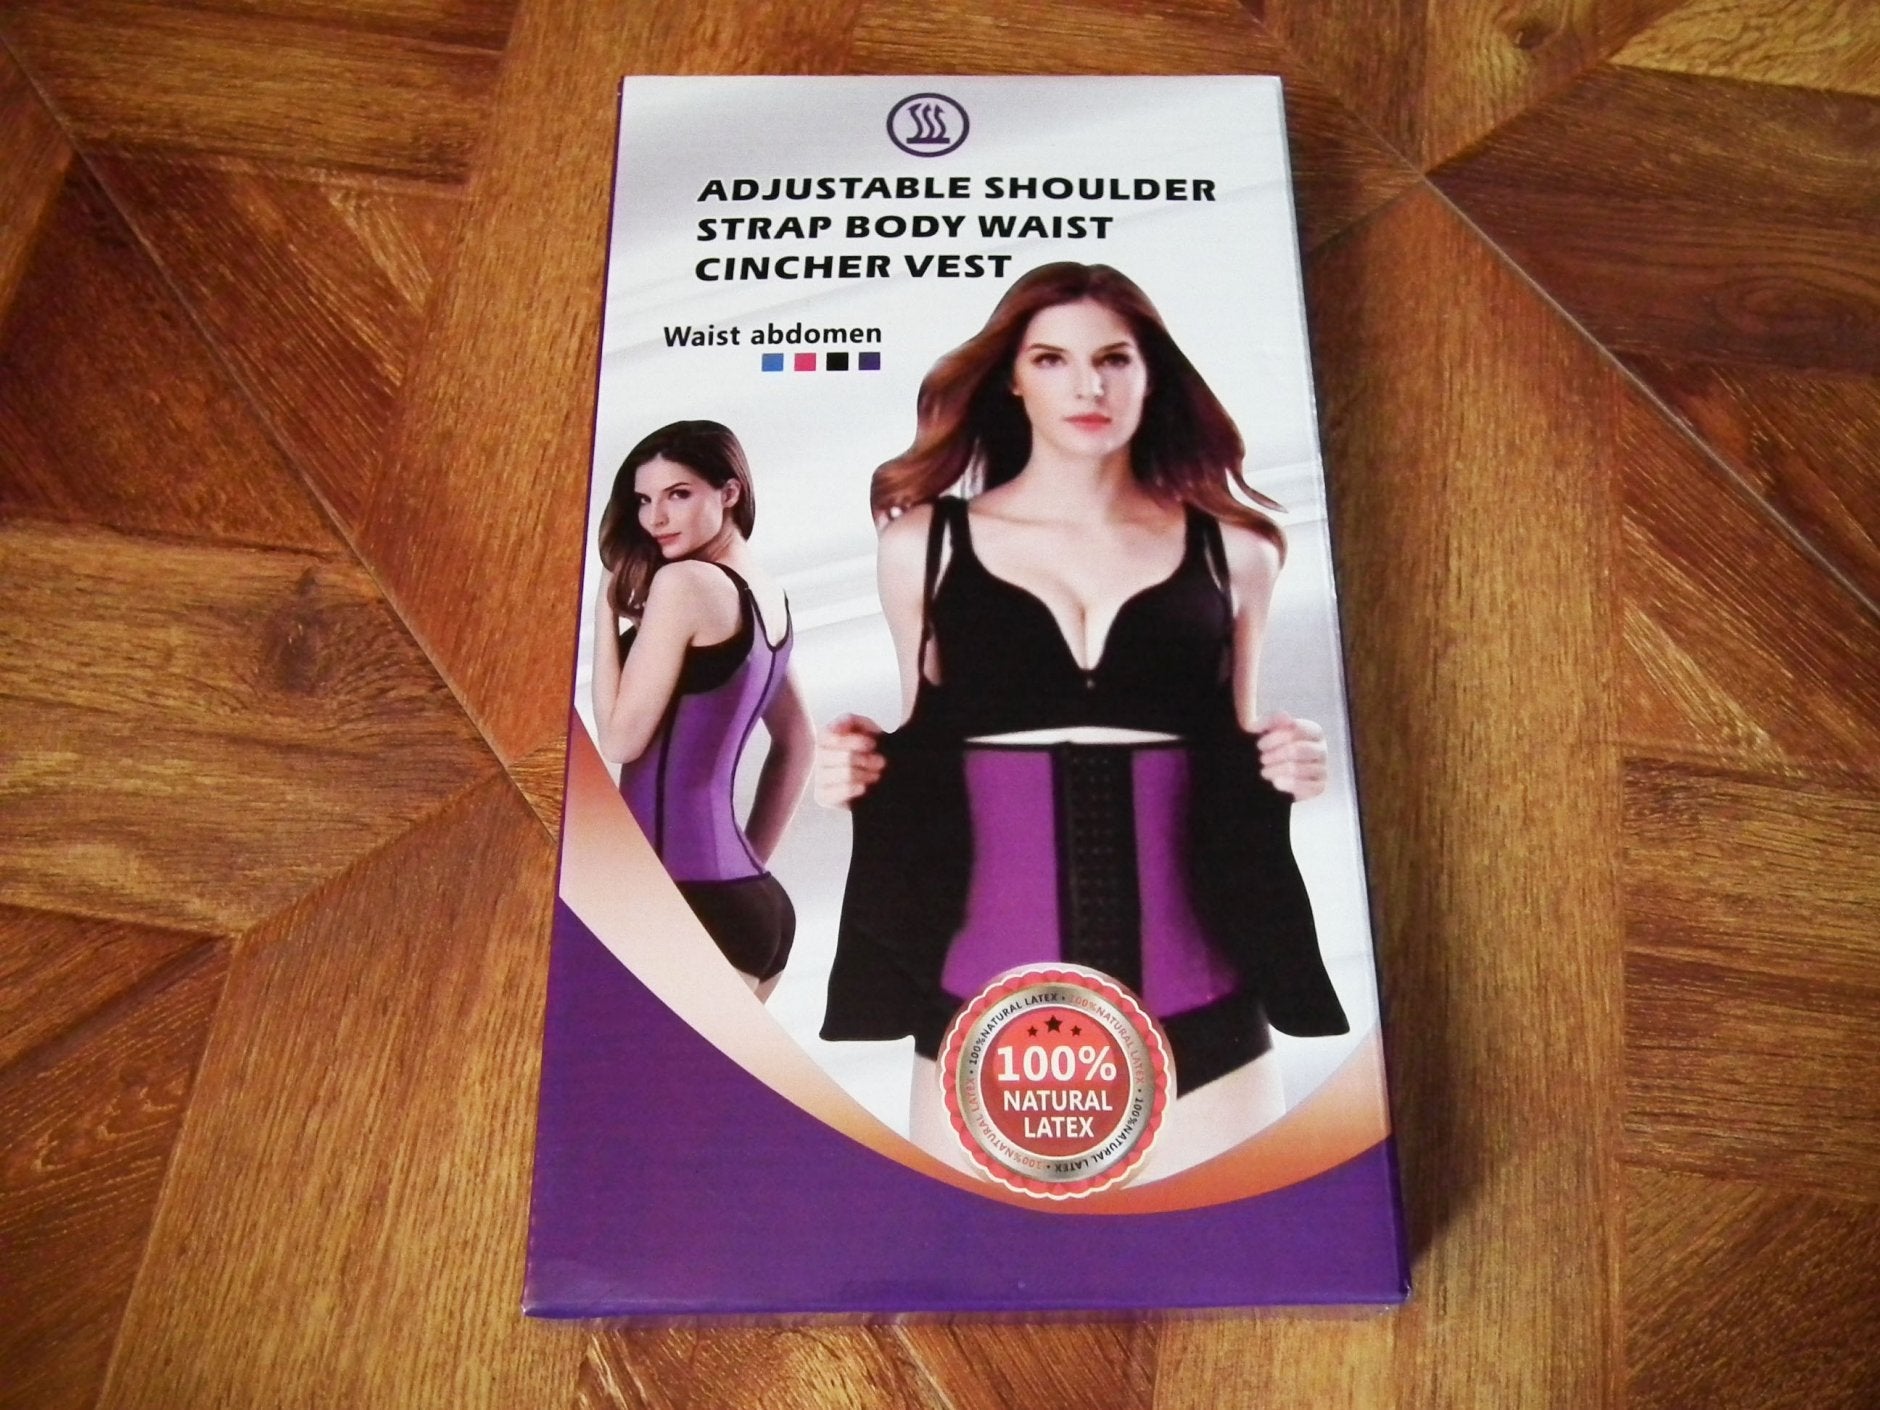 ADJUSTABLE SHOULDER
STRAP BODY WAIST
CINCHER VEST
Waist abdomen
100%NATURAL LATEX • 100%NATURAL LATEX • 100%NATURAL LATEX • 100%NATURAL LATEX •
100%
NATURAL
LATEX